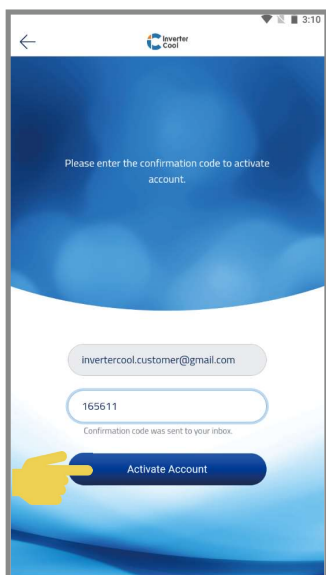 3:10
Inverter
Cool
Please enter the confirmation code to activate
account.
invertercool.customer@gmail.com
165611
Confirmation code was sent to your inbox.
Activate Account